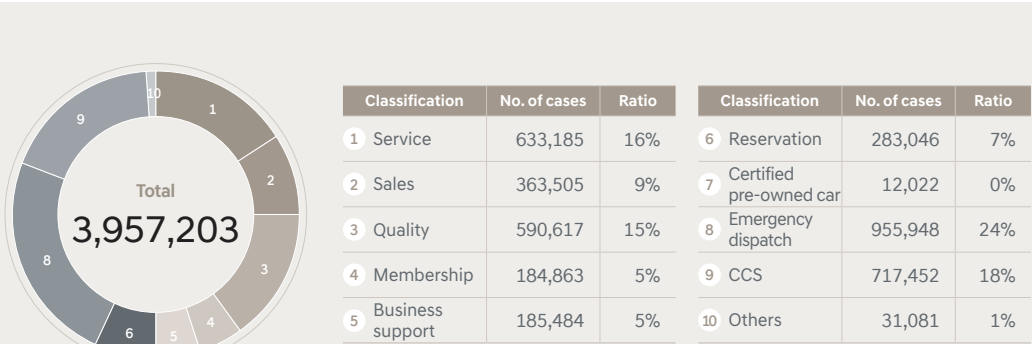 10
1
9
2
Total
3,957,203
8
3
4
6
5
Classification No. of cases Ratio
1 Service 633,185 16%
2 Sales 363,505 9%
3 Quality 590,617 15%
4 Membership 184,863 5%
5 Business
support 185,484 5%
Classification No. of cases Ratio
6 Reservation 283,046 7%
7 Certified
pre-owned car 12,022 0%
8 Emergency
dispatch 955,948 24%
9 CCS 717,452 18%
10 Others 31,081 1%